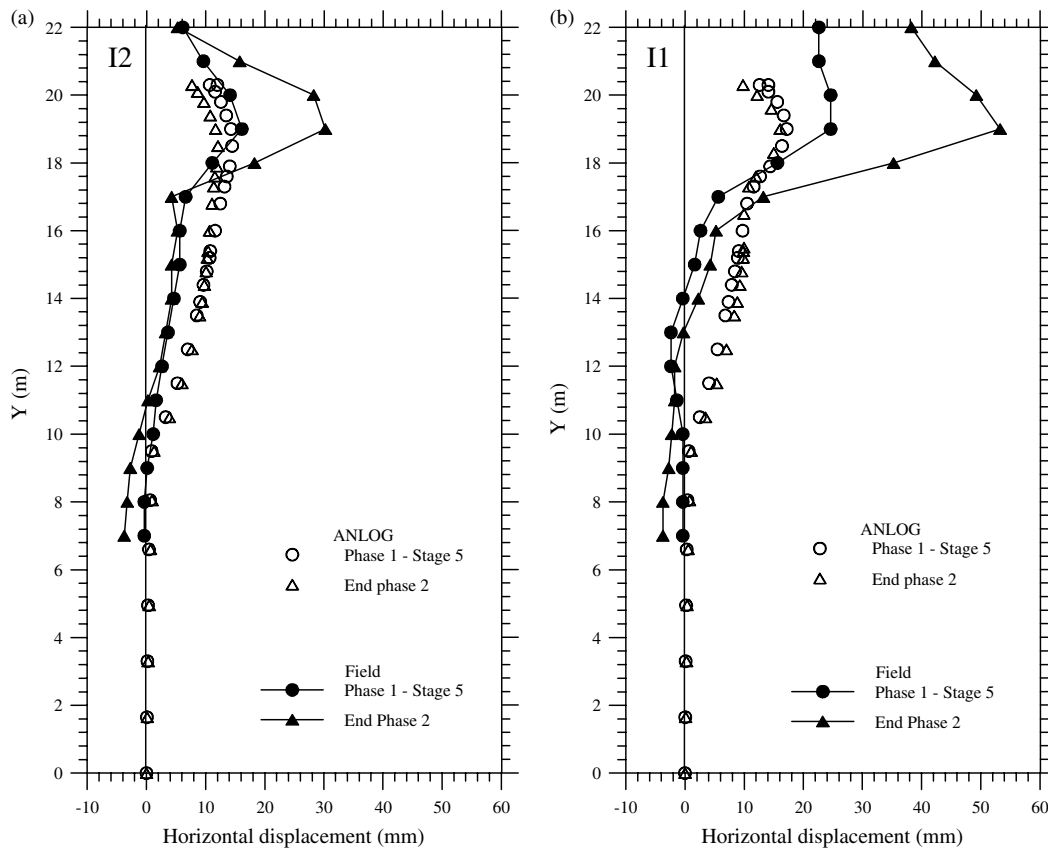 (a)
I2
22
20
18
16
14
12
10
8
6
4
2
0
Y (m)
ANLOG
Phase 1 - Stage 5
End phase 2
Field
Phase 1 - Stage 5
End Phase 2
-10 0 10 20 30 40 50 60
Horizontal displacement (mm)
(b)
I1
22
20
18
16
14
12
10
8
6
4
2
0
Y (m)
ANLOG
Phase 1 - Stage 5
End phase 2
Field
Phase 1 - Stage 5
End Phase 2
-10 0 10 20 30 40 50 60
Horizontal displacement (mm)